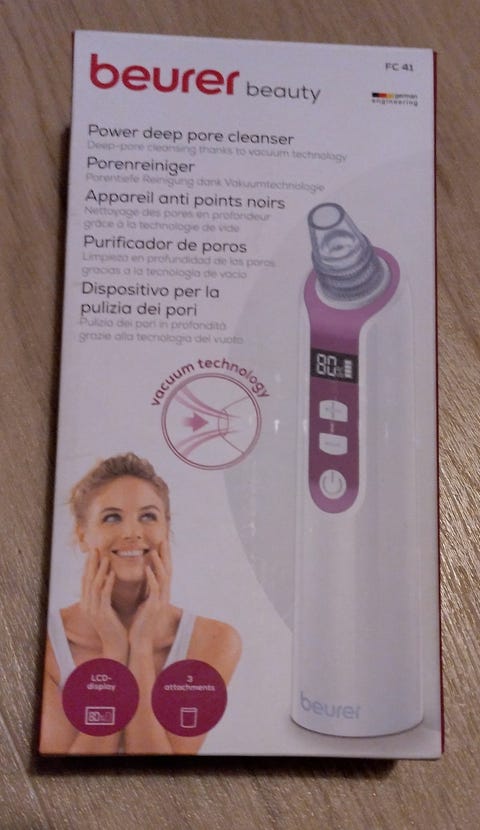 beurer beauty
FC 41
german
engineering
Power deep pore cleanser
Deep-pore cleansing thanks to vacuum technology
Porenreiniger
Porentiefe Reinigung dank Vakuumtechnologie
Appareil anti points noirs
Nettoyage des pores en profondeur
grâce à la technologie de vide
Purificador de poros
Limpieza en profundidad de los poros
gracias a la tecnología de vacío
Dispositivo per la
pulizia dei pori
Pulizia dei pori in profondità
grazie alla tecnologia del vuoto
vacuum technology
80
LCD-
display
80
3
attachments
beurer